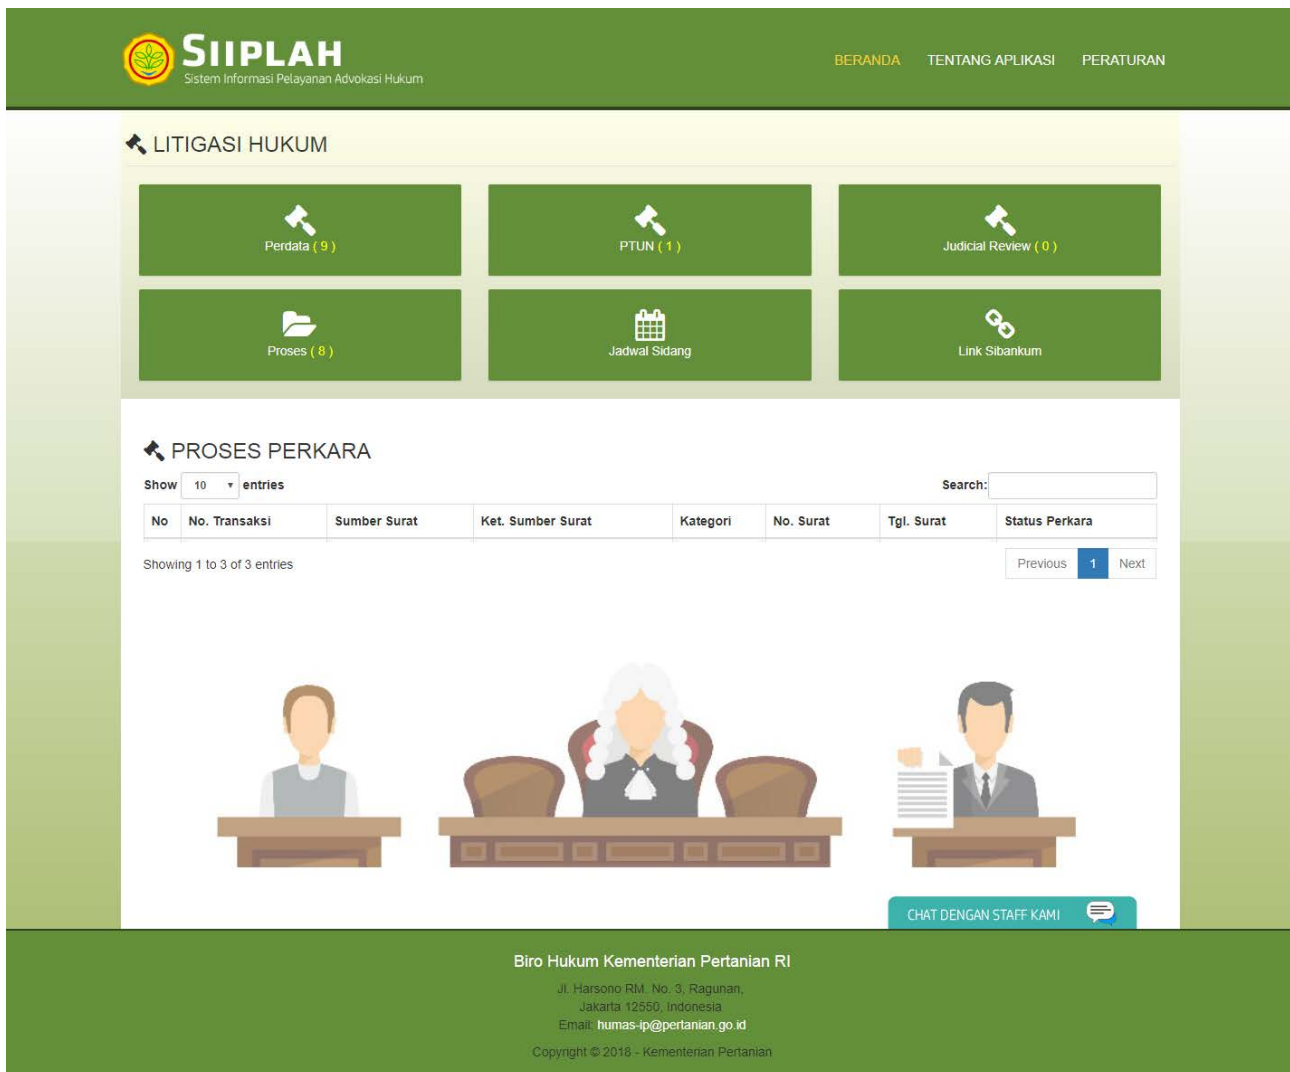 SIIPLAH
Sistem Informasi Pelayanan Advokasi Hukum
BERANDA TENTANG APLIKASI PERATURAN
LITIGASI HUKUM
Perdata ( 9 ) PTUN ( 1 ) Judicial Review ( 0 )
Proses ( 8 ) Jadwal Sidang Link Sibankum
PROSES PERKARA
Show 10 entries Search:
No No. Transaksi Sumber Surat Ket. Sumber Surat Kategori No. Surat Tgl. Surat Status Perkara
Showing 1 to 3 of 3 entries Previous 1 Next
CHAT DENGAN STAFF KAMI
Biro Hukum Kementerian Pertanian RI
Jl. Harsono RM. No. 3, Ragunan,
Jakarta 12550, Indonesia
Email: humas-ip@pertanian.go.id
Copyright © 2018 - Kementerian Pertanian